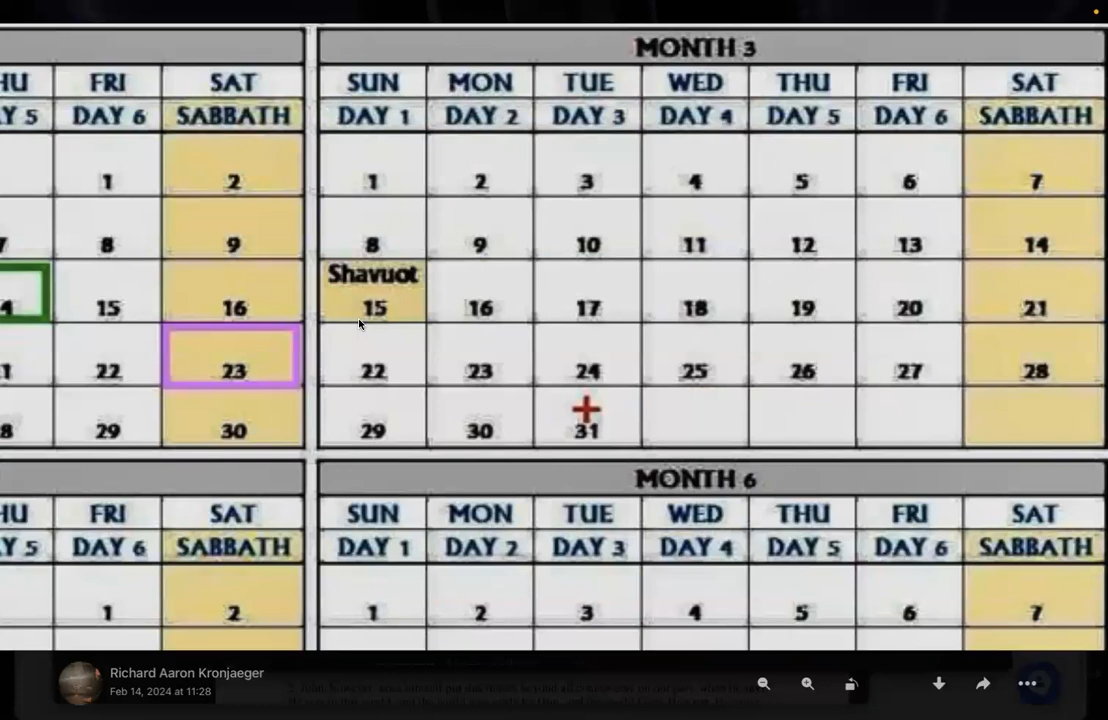 MONTH 3
HU FRI SAT
Y 5 DAY 6 SABBATH
1 2
7 8 9
4 15 16
1 22 23
8 29 30
SUN MON TUE WED THU FRI SAT
DAY 1 DAY 2 DAY 3 DAY 4 DAY 5 DAY 6 SABBATH
1 2 3 4 5 6 7
8 9 10 11 12 13 14
Shavuot
15 16 17 18 19 20 21
22 23 24 25 26 27 28
29 30 31
MONTH 6
HU FRI SAT
Y 5 DAY 6 SABBATH
1 2
SUN MON TUE WED THU FRI SAT
DAY 1 DAY 2 DAY 3 DAY 4 DAY 5 DAY 6 SABBATH
1 2 3 4 5 6 7
Richard Aaron Kronjaeger
Feb 14, 2024 at 11:28